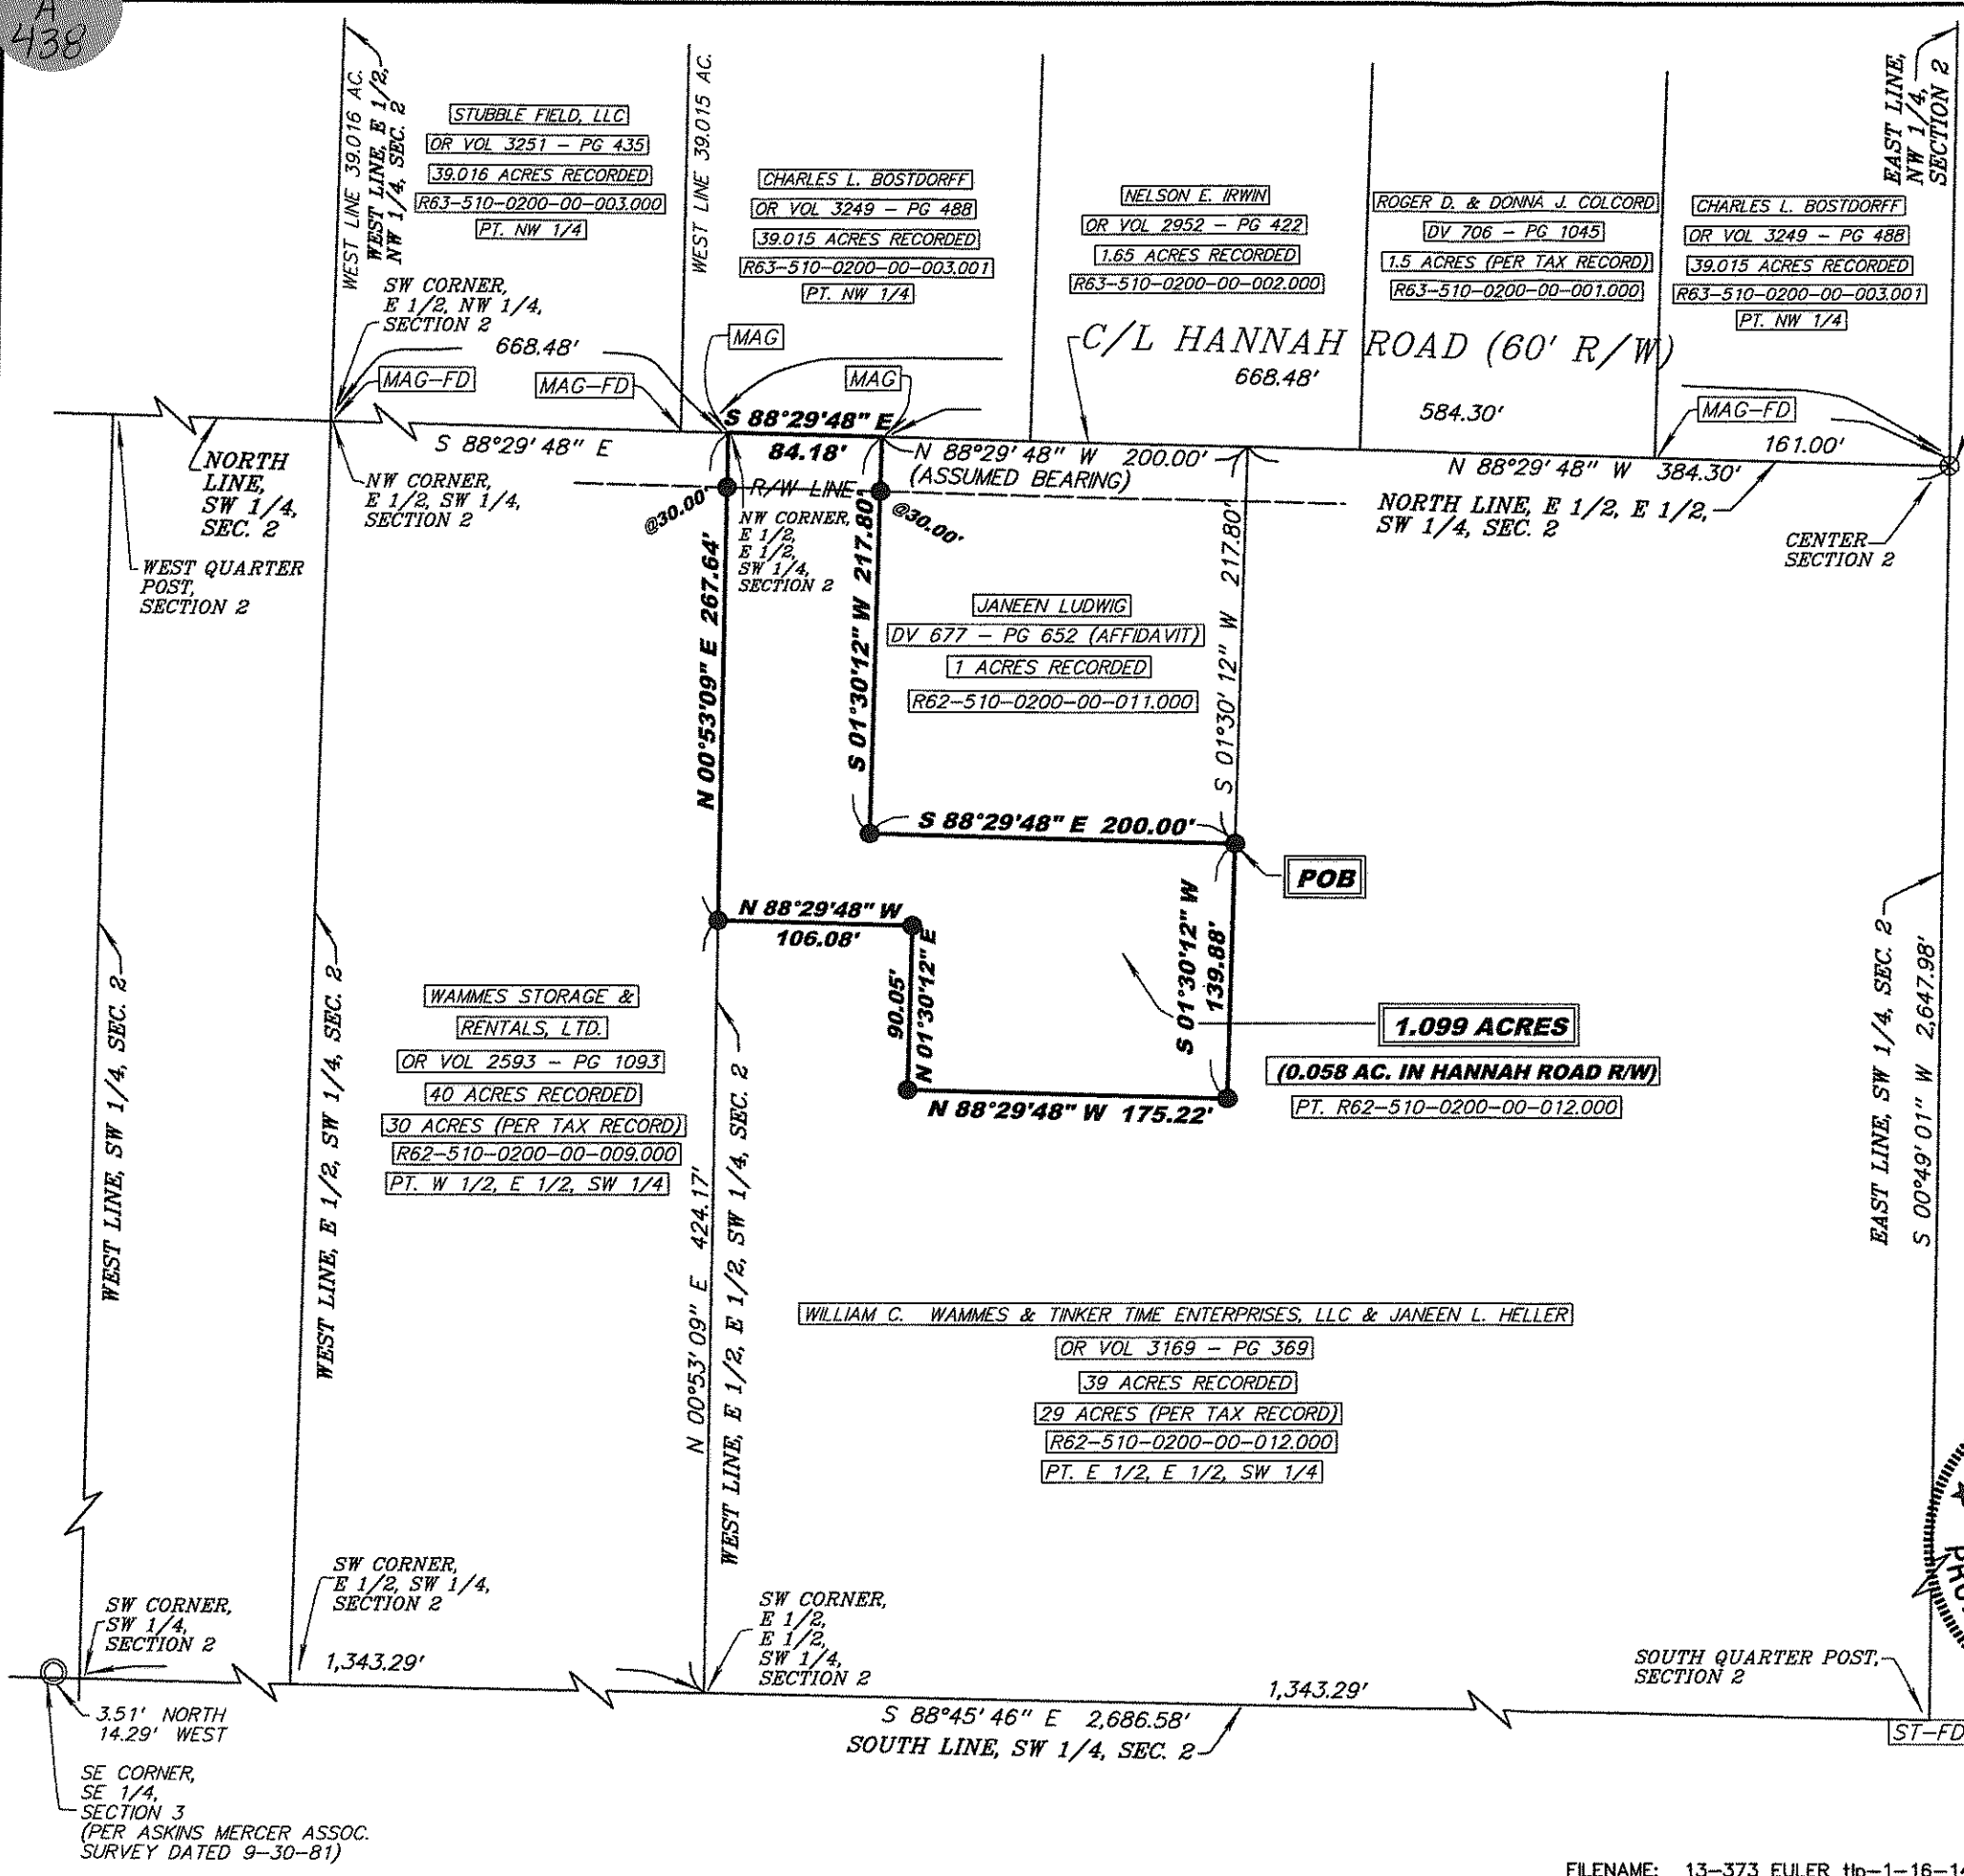 A
438
WEST LINE 39.016 AC.
WEST LINE, E 1/2,
NW 1/4, SEC. 2
STUBBLE FIELD, LLC
OR VOL 3251 – PG 435
39.016 ACRES RECORDED
R63–510–0200–00–003.000
PT. NW 1/4
WEST LINE 39.015 AC.
CHARLES L. BOSTDORFF
OR VOL 3249 – PG 488
39.015 ACRES RECORDED
R63–510–0200–00–003.001
PT. NW 1/4
NELSON E. IRWIN
OR VOL 2952 – PG 422
1.65 ACRES RECORDED
R63–510–0200–00–002.000
ROGER D. & DONNA J. COLCORD
DV 706 – PG 1045
1.5 ACRES (PER TAX RECORD)
R63–510–0200–00–001.000
CHARLES L. BOSTDORFF
OR VOL 3249 – PG 488
39.015 ACRES RECORDED
R63–510–0200–00–003.001
PT. NW 1/4
EAST LINE,
NW 1/4,
SECTION 2
SW CORNER,
E 1/2, NW 1/4,
SECTION 2
668.48'
MAG–FD
MAG–FD
MAG
MAG
C/L HANNAH ROAD (60' R/W)
668.48'
584.30'
MAG–FD
161.00'
S 88°29'48" E
S 88°29'48" E
84.18'
N 88°29'48" W 200.00'
(ASSUMED BEARING)
N 88°29'48" W 384.30'
NORTH LINE, E 1/2, E 1/2,
SW 1/4, SEC. 2
CENTER
SECTION 2
NORTH
LINE,
SW 1/4,
SEC. 2
NW CORNER,
E 1/2, SW 1/4,
SECTION 2
WEST QUARTER
POST,
SECTION 2
R/W LINE
@30.00'
@30.00'
NW CORNER,
E 1/2,
E 1/2,
SW 1/4,
SECTION 2
N 00°53'09" E 267.64'
S 01°30'12" W 217.80'
S 01°30'12" W 217.80'
JANEEN LUDWIG
DV 677 – PG 652 (AFFIDAVIT)
1 ACRES RECORDED
R62–510–0200–00–011.000
S 88°29'48" E 200.00'
POB
N 88°29'48" W
106.08'
90.05'
N 01°30'12" E
S 01°30'12" W
139.88'
N 88°29'48" W 175.22'
1.099 ACRES
(0.058 AC. IN HANNAH ROAD R/W)
PT. R62–510–0200–00–012.000
WEST LINE, SW 1/4, SEC. 2
WEST LINE, E 1/2, SW 1/4, SEC. 2
WAMMES STORAGE &
RENTALS, LTD.
OR VOL 2593 – PG 1093
40 ACRES RECORDED
30 ACRES (PER TAX RECORD)
R62–510–0200–00–009.000
PT. W 1/2, E 1/2, SW 1/4
N 00°53'09" E 424.17'
WEST LINE, E 1/2, E 1/2, SW 1/4, SEC. 2
EAST LINE, SW 1/4, SEC. 2
S 00°49'01" W 2,647.98'
WILLIAM C. WAMMES & TINKER TIME ENTERPRISES, LLC & JANEEN L. HELLER
OR VOL 3169 – PG 369
39 ACRES RECORDED
29 ACRES (PER TAX RECORD)
R62–510–0200–00–012.000
PT. E 1/2, E 1/2, SW 1/4
SW CORNER,
SW 1/4,
SECTION 2
SW CORNER,
E 1/2, SW 1/4,
SECTION 2
1,343.29'
SW CORNER,
E 1/2,
E 1/2,
SW 1/4,
SECTION 2
1,343.29'
SOUTH QUARTER POST,
SECTION 2
ST–FD
S 88°45'46" E 2,686.58'
SOUTH LINE, SW 1/4, SEC. 2
3.51' NORTH
14.29' WEST
SE CORNER,
SE 1/4,
SECTION 3
(PER ASKINS MERCER ASSOC.
SURVEY DATED 9–30–81)
FILENAME: 13–373 EULER tlp–1–16–14